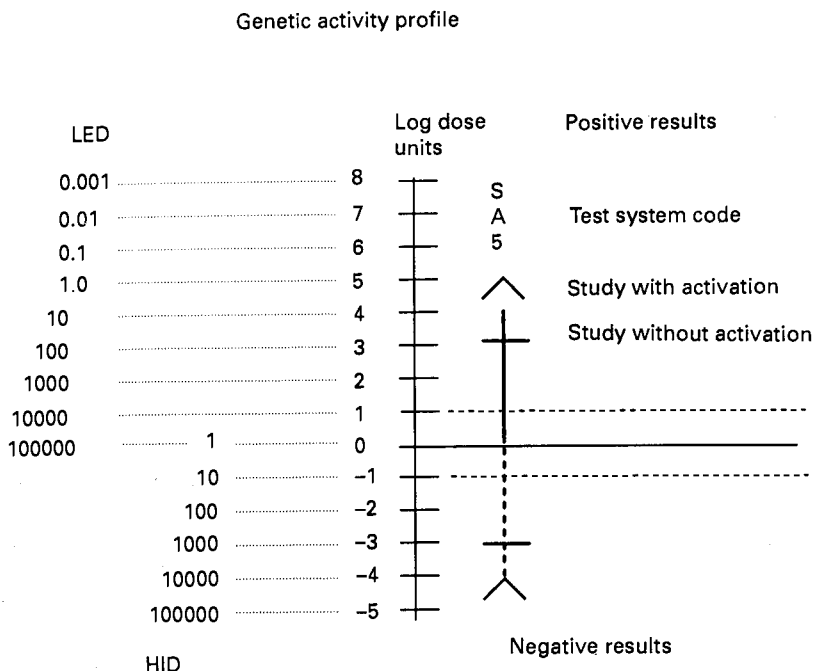 Genetic activity profile
LED
Log dose
units
Positive results
0.001 8
0.01 7
0.1 6
1.0 5
10 4
100 3
1000 2
10000 1
100000 1 0
10 −1
100 −2
1000 −3
10000 −4
100000 −5
S
A
5
Test system code
Study with activation
Study without activation
Negative results
HID